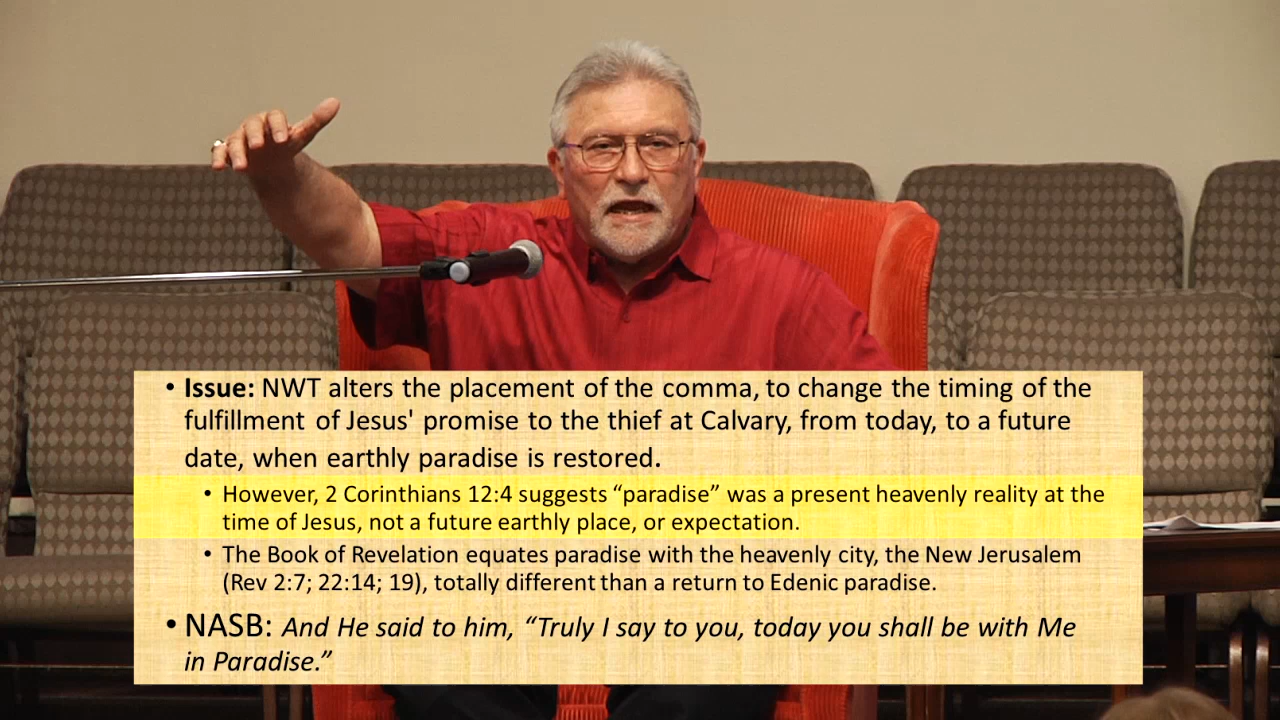 • Issue: NWT alters the placement of the comma, to change the timing of the
fulfillment of Jesus' promise to the thief at Calvary, from today, to a future
date, when earthly paradise is restored.
• However, 2 Corinthians 12:4 suggests “paradise” was a present heavenly reality at the
time of Jesus, not a future earthly place, or expectation.
• The Book of Revelation equates paradise with the heavenly city, the New Jerusalem
(Rev 2:7; 22:14; 19), totally different than a return to Edenic paradise.
• NASB: And He said to him, “Truly I say to you, today you shall be with Me
in Paradise.”